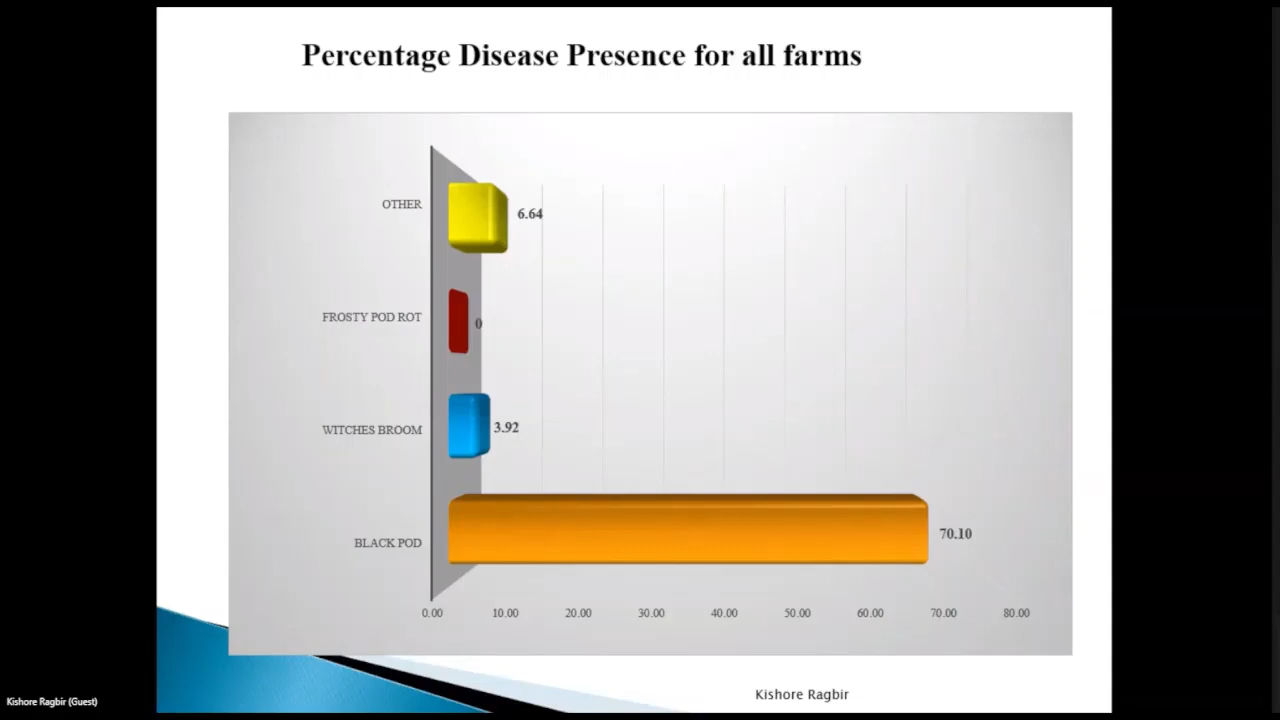 Percentage Disease Presence for all farms
OTHER
6.64
FROSTY POD ROT
0
WITCHES BROOM
3.92
BLACK POD
70.10
0.00 10.00 20.00 30.00 40.00 50.00 60.00 70.00 80.00
Kishore Ragbir
Kishore Ragbir (Guest)